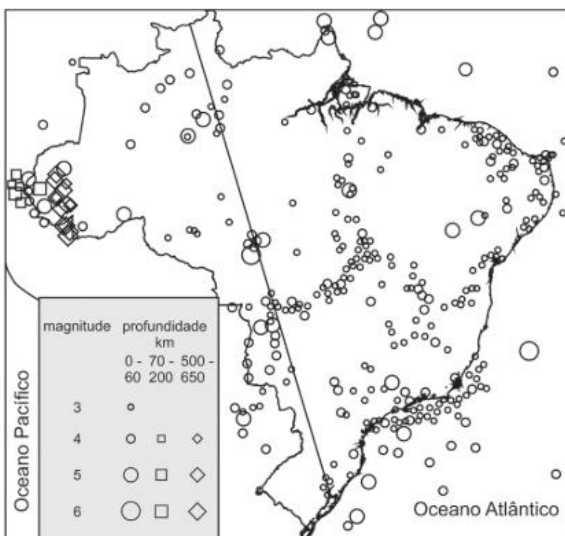 magnitude profundidade
km
0 - 70 - 500 -
60 200 650
3
4
5
6
Oceano Pacífico
Oceano Atlântico